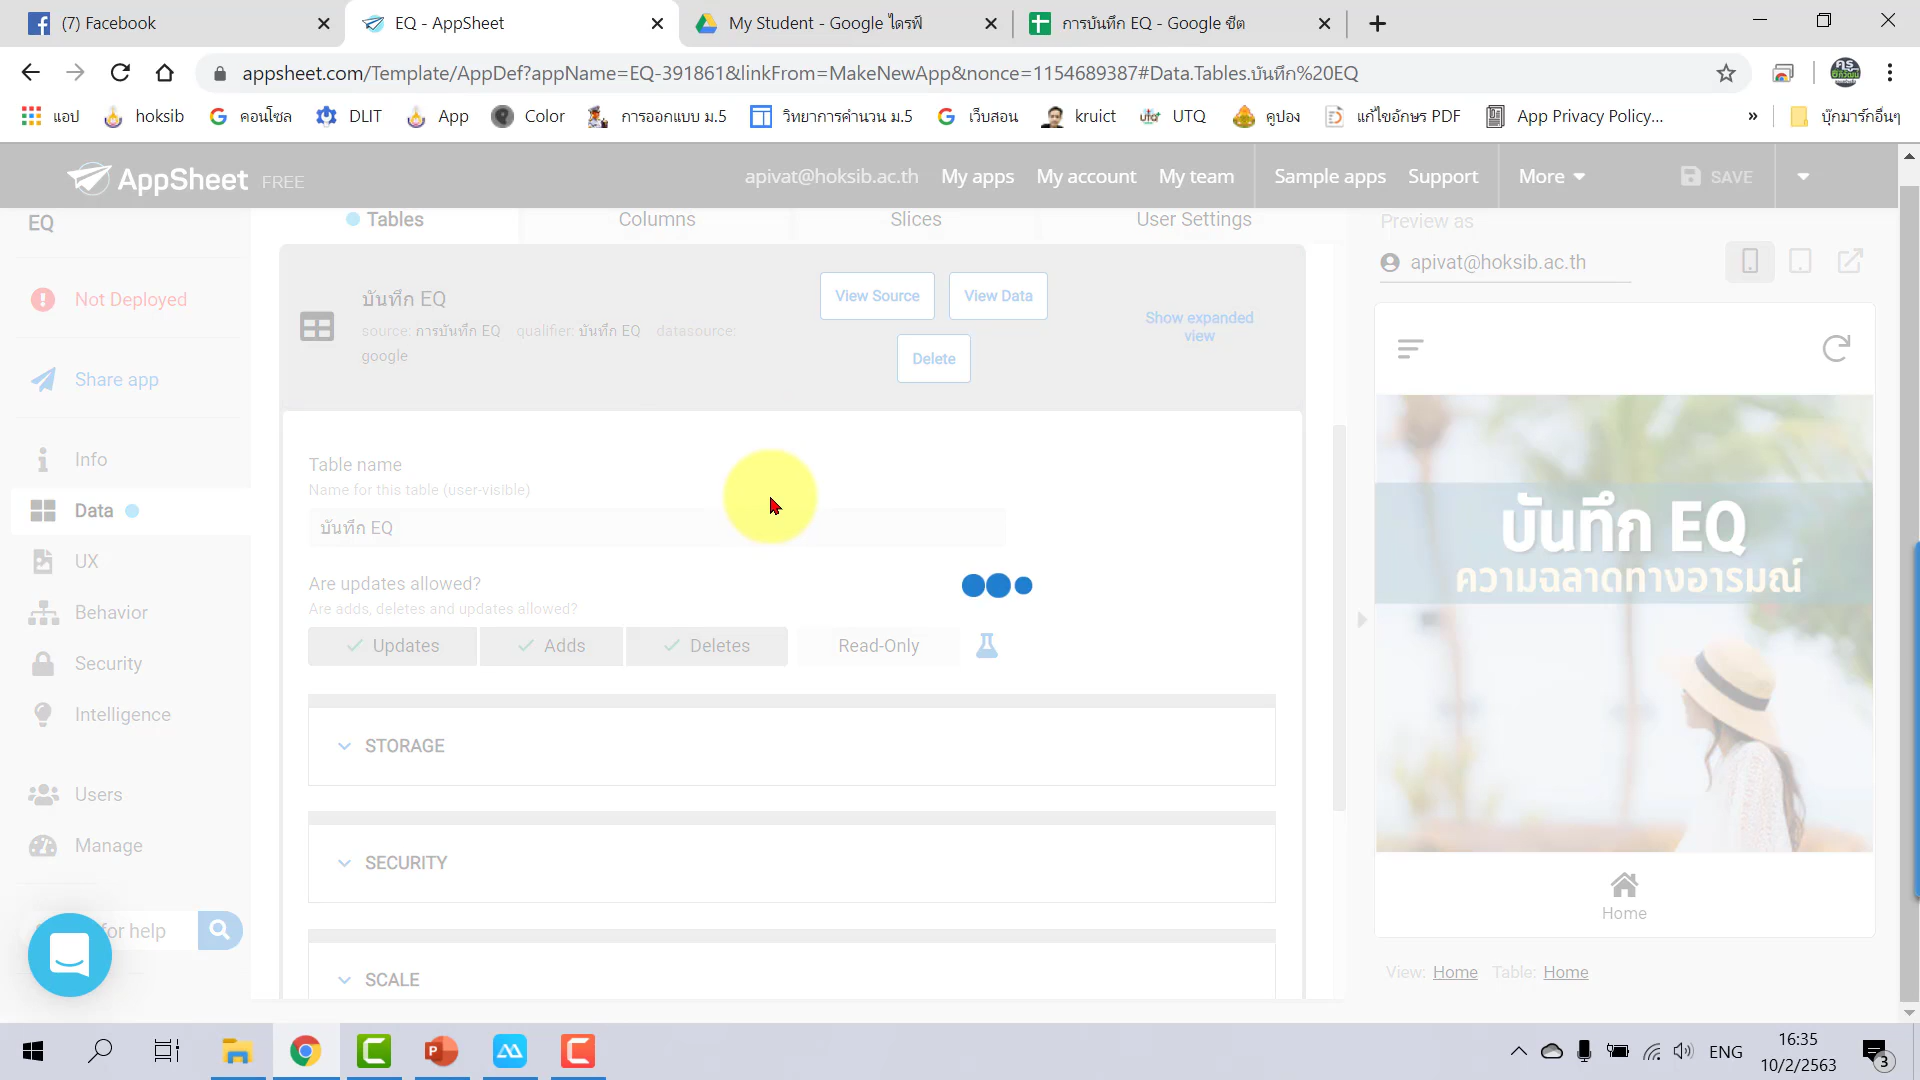 (7) Facebook
EQ - AppSheet
My Student - Google ไดรฟ์
การบันทึก EQ - Google ชีต
appsheet.com/Template/AppDef?appName=EQ-391861&linkFrom=MakeNewApp&nonce=1154689387#Data.Tables.บันทึก%20EQ
แอป
hoksib
คอนโซล
DLIT
App
Color
การออกแบบ ม.5
วิทยาการคำนวน ม.5
เว็บสอน
kruict
UTQ
คูปอง
แก้ไขอักษร PDF
App Privacy Policy...
»
บุ๊กมาร์กอื่นๆ
AppSheet FREE
apivat@hoksib.ac.th
My apps
My account
My team
Sample apps
Support
More
SAVE
EQ
Not Deployed
Share app
Info
Data
UX
Behavior
Security
Intelligence
Users
Manage
for help
Tables
Columns
Slices
User Settings
บันทึก EQ
source: การบันทึก EQ qualifier: บันทึก EQ datasource:
google
View Source
View Data
Delete
Show expanded
view
Table name
Name for this table (user-visible)
บันทึก EQ
Are updates allowed?
Are adds, deletes and updates allowed?
Updates
Adds
Deletes
Read-Only
STORAGE
SECURITY
SCALE
Preview as
apivat@hoksib.ac.th
บันทึก EQ
ความฉลาดทางอารมณ์
Home
View: Home Table: Home
ENG
16:35
10/2/2563
3